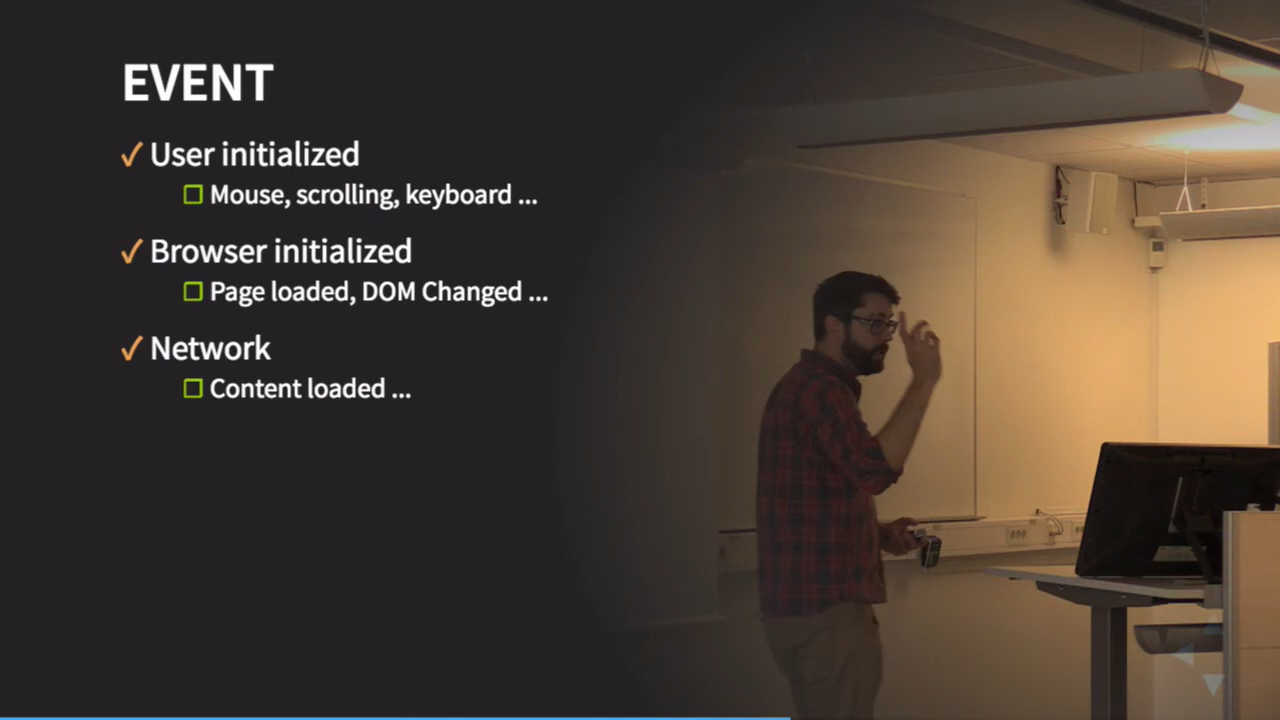 EVENT
✓ User initialized
☐ Mouse, scrolling, keyboard ...
✓ Browser initialized
☐ Page loaded, DOM Changed ...
✓ Network
☐ Content loaded ...